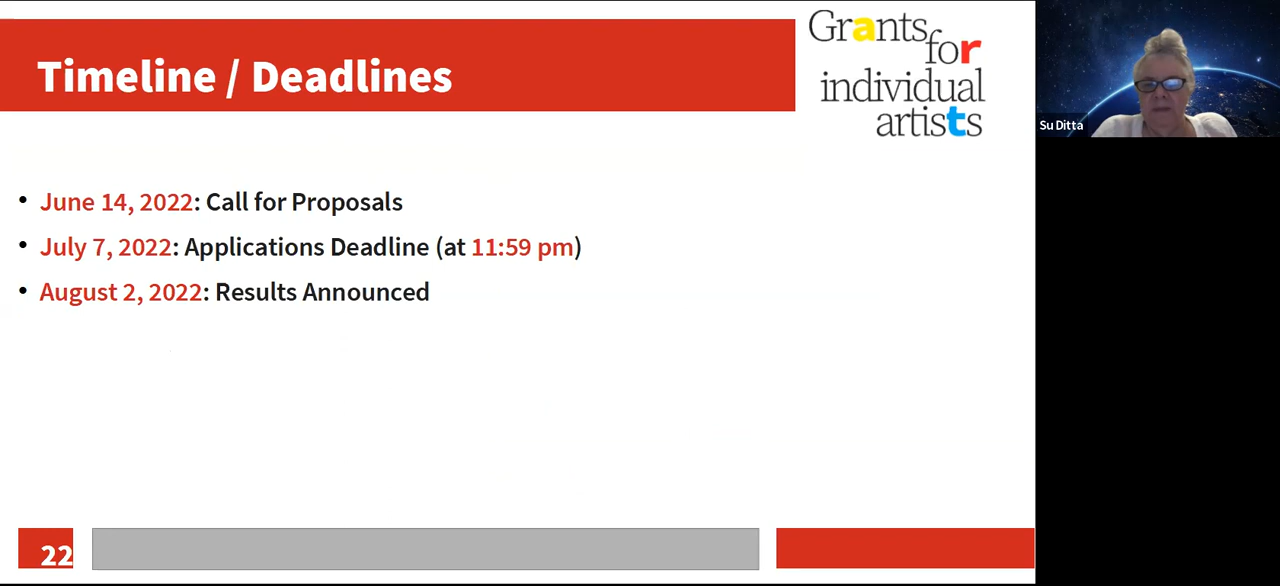 Timeline / Deadlines
Grants
for
individual
artists
Su Ditta
• June 14, 2022: Call for Proposals
• July 7, 2022: Applications Deadline (at 11:59 pm)
• August 2, 2022: Results Announced
22